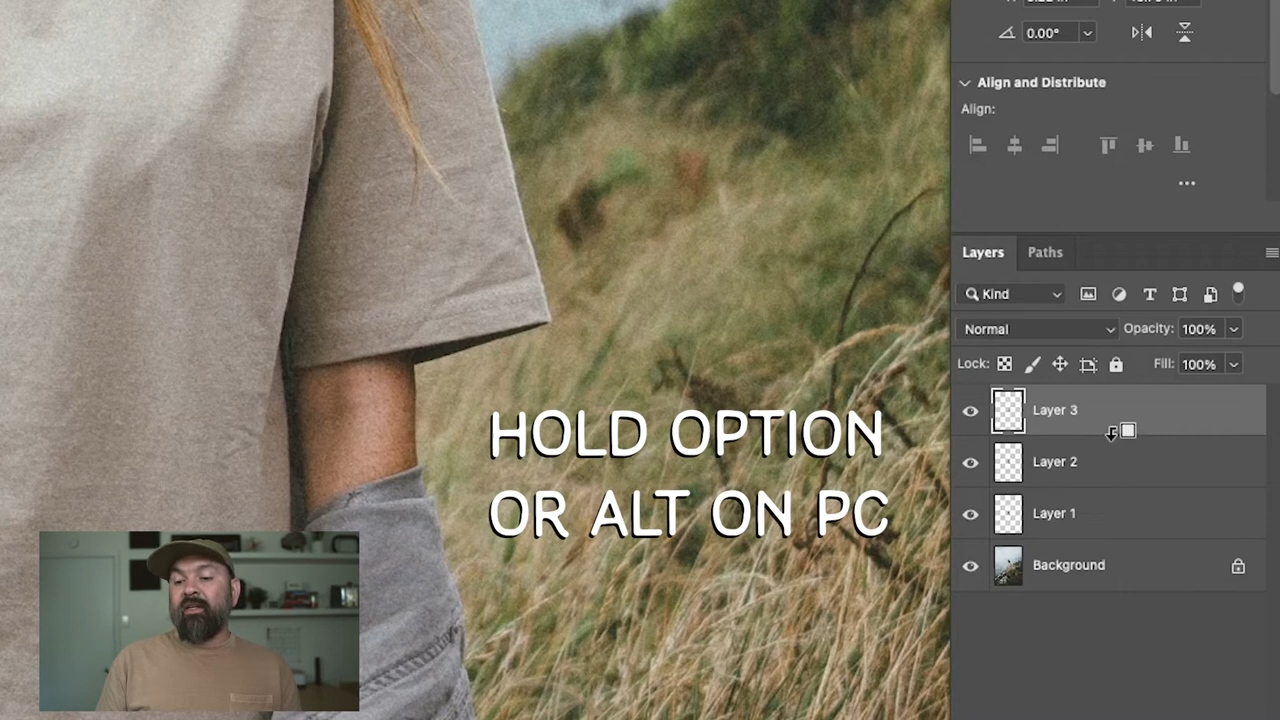 0.00°
Align and Distribute
Align:
Layers Paths
Kind
Normal Opacity: 100%
Lock: Fill: 100%
Layer 3
HOLD OPTION
OR ALT ON PC
Layer 2
Layer 1
Background